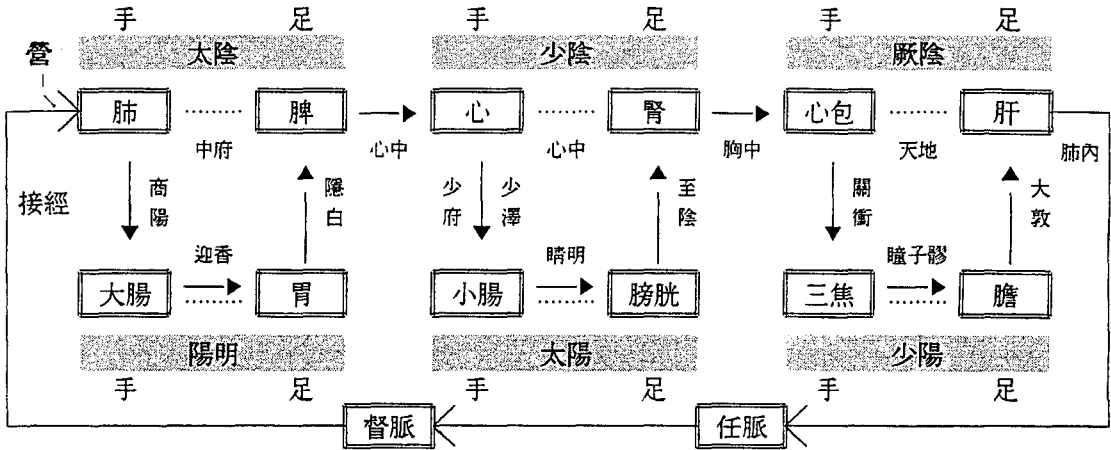 手 足 手 足 手 足
營 太陰 少陰 厥陰
肺 脾 心 腎 心包 肝
中府 心中 心中 胸中 天地 肺內
接經
商陽
隱白
少府
少澤
至陰
關衝
大敦
迎香 睛明 瞳子髎
大腸 胃 小腸 膀胱 三焦 膽
陽明 太陽 少陽
手 足 手 足 手 足
督脈 任脈